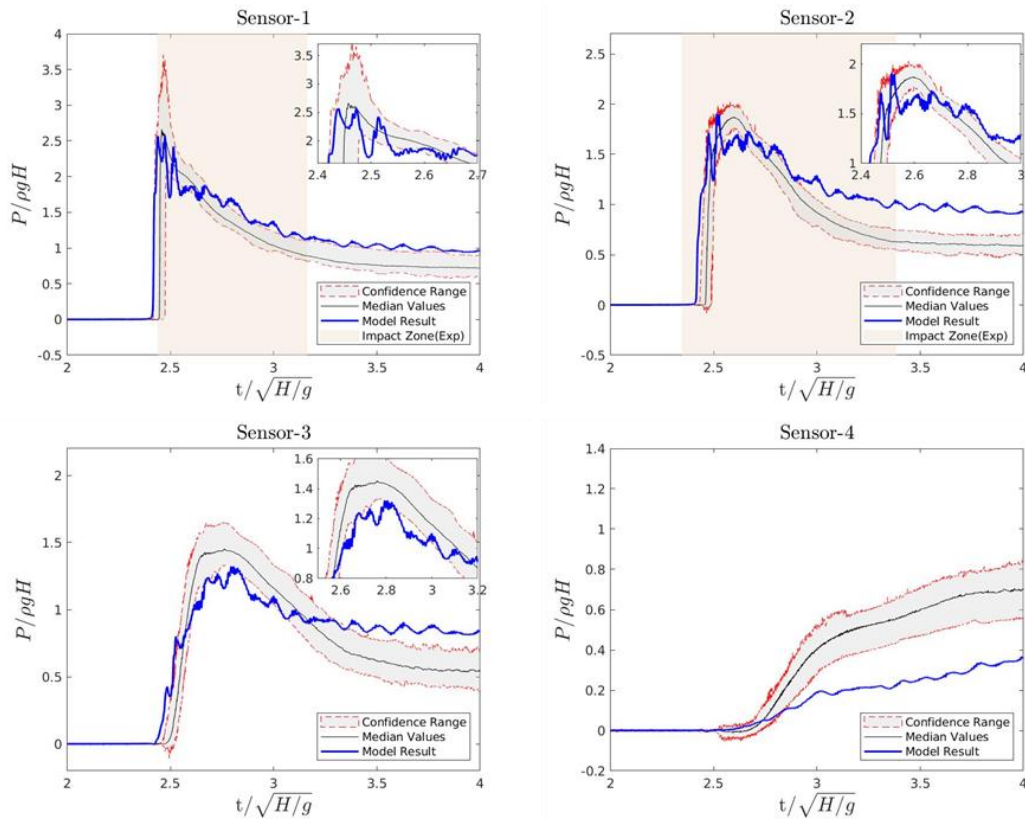 Sensor-1
4
3.5
3
2.5
2
1.5
1
0.5
0
-0.5
P/ρgH
3.5
3
2.5
2
2.4 2.5 2.6 2.7
Confidence Range
Median Values
Model Result
Impact Zone(Exp)
2 2.5 3 3.5 4
t/√H/g
Sensor-2
2.5
2
1.5
1
0.5
0
-0.5
P/ρgH
2
1.5
1
2.4 2.6 2.8 3
Confidence Range
Median Values
Model Result
Impact Zone(Exp)
2 2.5 3 3.5 4
t/√H/g
Sensor-3
2
1.5
1
0.5
0
P/ρgH
1.6
1.4
1.2
1
0.8
2.6 2.8 3 3.2
Confidence Range
Median Values
Model Result
2 2.5 3 3.5 4
t/√H/g
Sensor-4
1.4
1.2
1
0.8
0.6
0.4
0.2
0
-0.2
P/ρgH
Confidence Range
Median Values
Model Result
2 2.5 3 3.5 4
t/√H/g